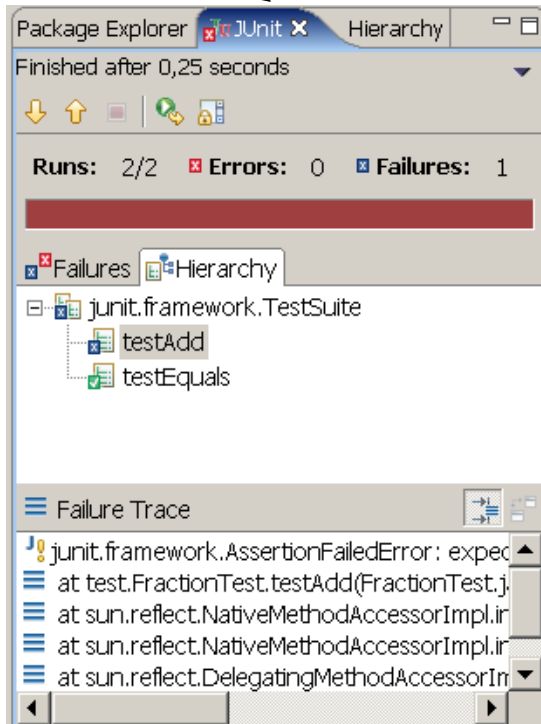 Package Explorer JUnit Hierarchy
Finished after 0,25 seconds
Runs: 2/2 Errors: 0 Failures: 1
Failures Hierarchy
junit.framework.TestSuite
testAdd
testEquals
Failure Trace
junit.framework.AssertionFailedError: expec
at test.FractionTest.testAdd(FractionTest.j
at sun.reflect.NativeMethodAccessorImpl.in
at sun.reflect.NativeMethodAccessorImpl.in
at sun.reflect.DelegatingMethodAccessorIm